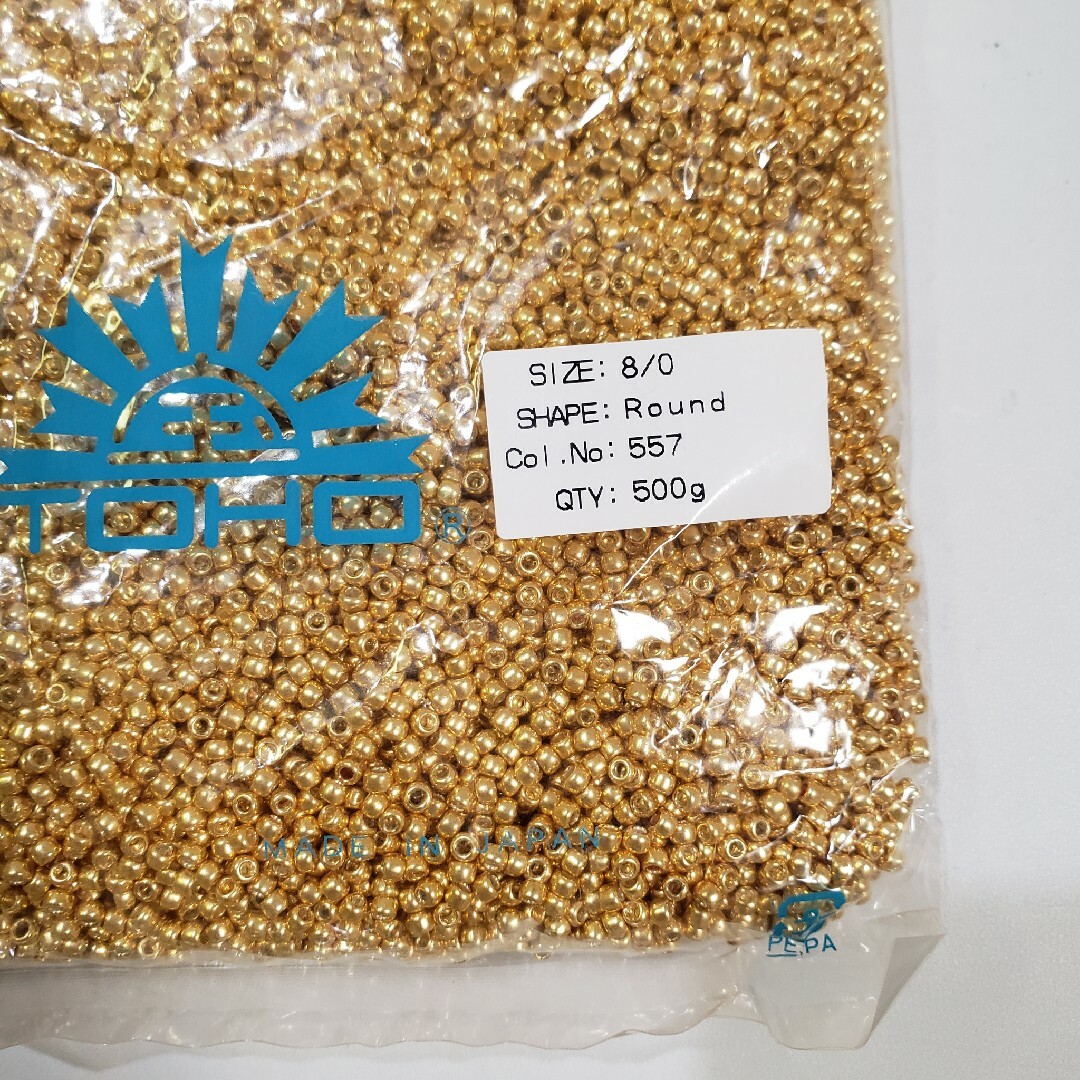 TOHO®
SIZE: 8/0
SHAPE: Round
Col.No: 557
QTY: 500g
MADE IN JAPAN
PE,PA